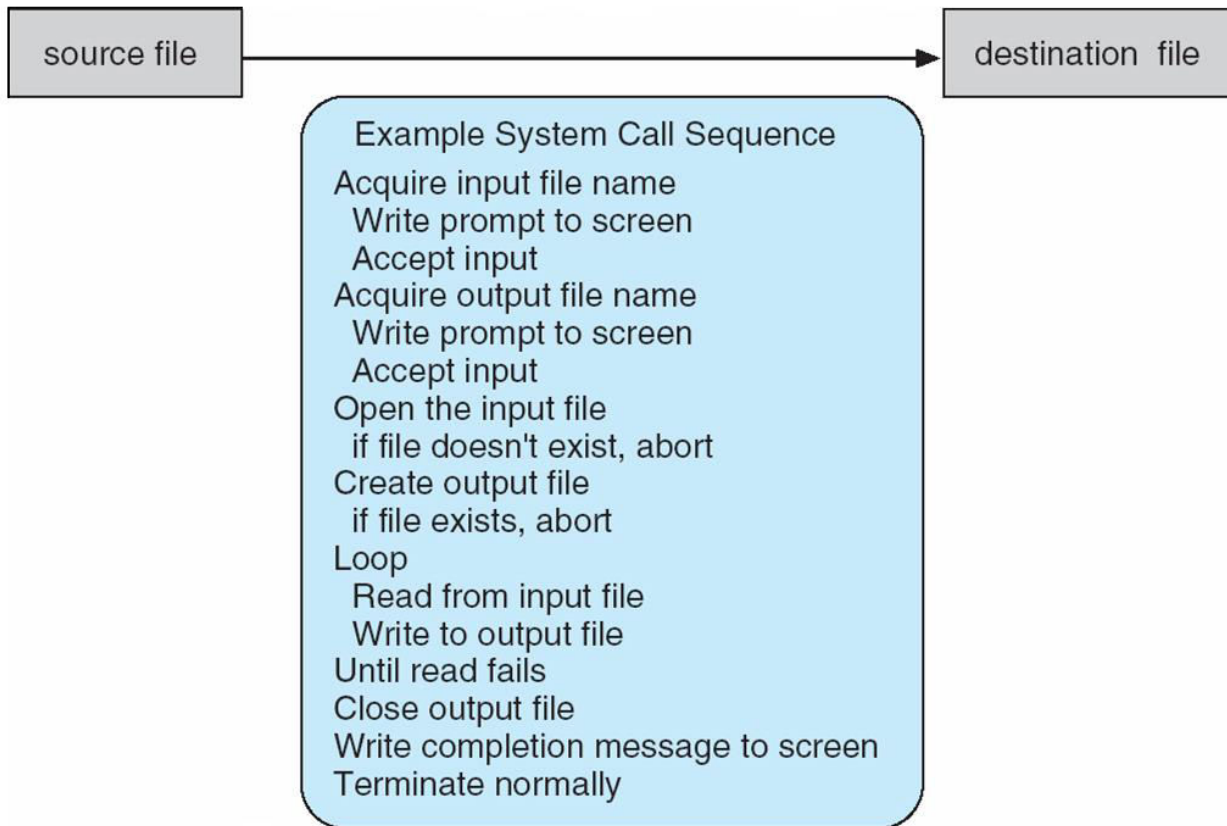 source file
destination file
Example System Call Sequence
Acquire input file name
Write prompt to screen
Accept input
Acquire output file name
Write prompt to screen
Accept input
Open the input file
if file doesn't exist, abort
Create output file
if file exists, abort
Loop
Read from input file
Write to output file
Until read fails
Close output file
Write completion message to screen
Terminate normally